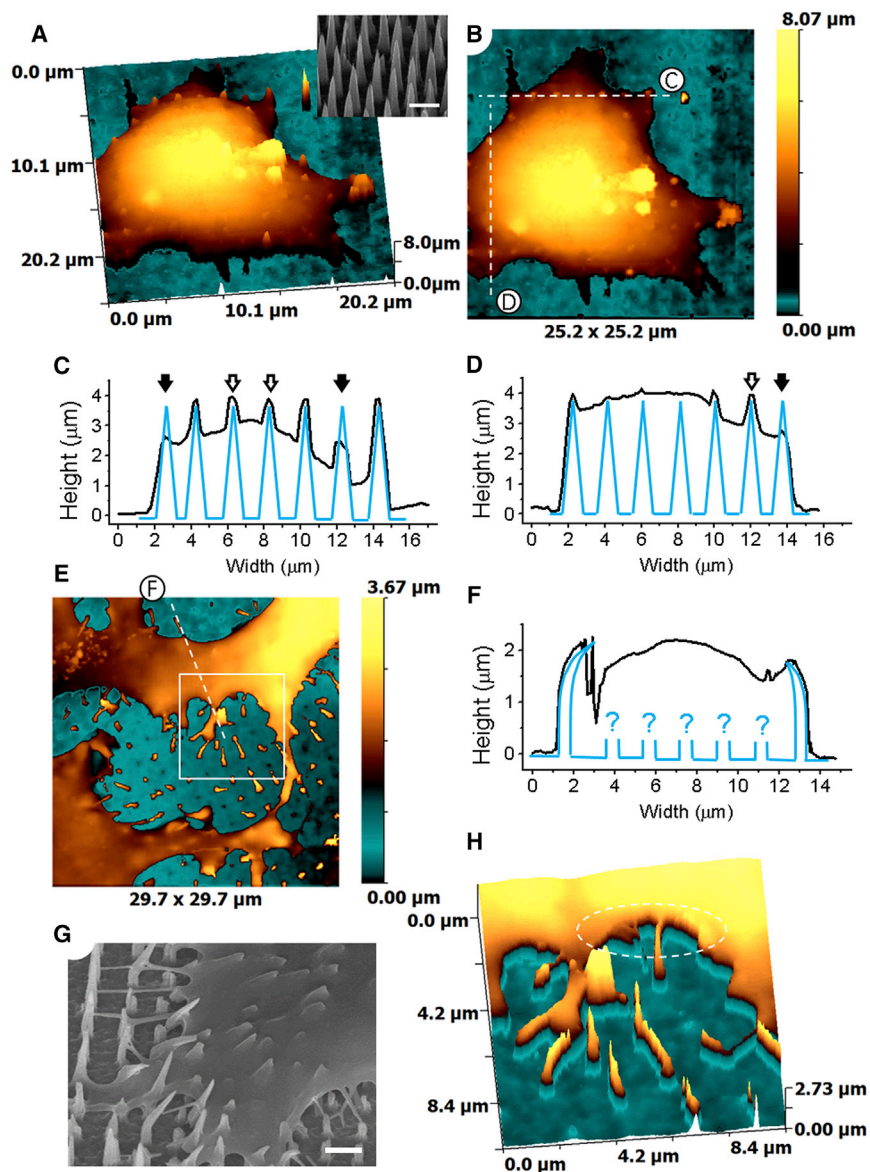 A
B
8.07 µm
0.0 µm
C
10.1 µm
20.2 µm
8.0µm
0.0µm
D
0.0 µm
10.1 µm
20.2 µm
25.2 x 25.2 µm
0.00 µm
C
Height (µm)
4
3
2
1
0
0 2 4 6 8 10 12 14 16
Width (µm)
D
Height (µm)
4
3
2
1
0
0 2 4 6 8 10 12 14 16
Width (µm)
E
F
3.67 µm
29.7 x 29.7 µm
0.00 µm
F
Height (µm)
2
1
0
? ? ? ? ?
0 2 4 6 8 10 12 14
Width (µm)
G
H
0.0 µm
4.2 µm
8.4 µm
2.73 µm
0.00 µm
0.0 µm
4.2 µm
8.4 µm